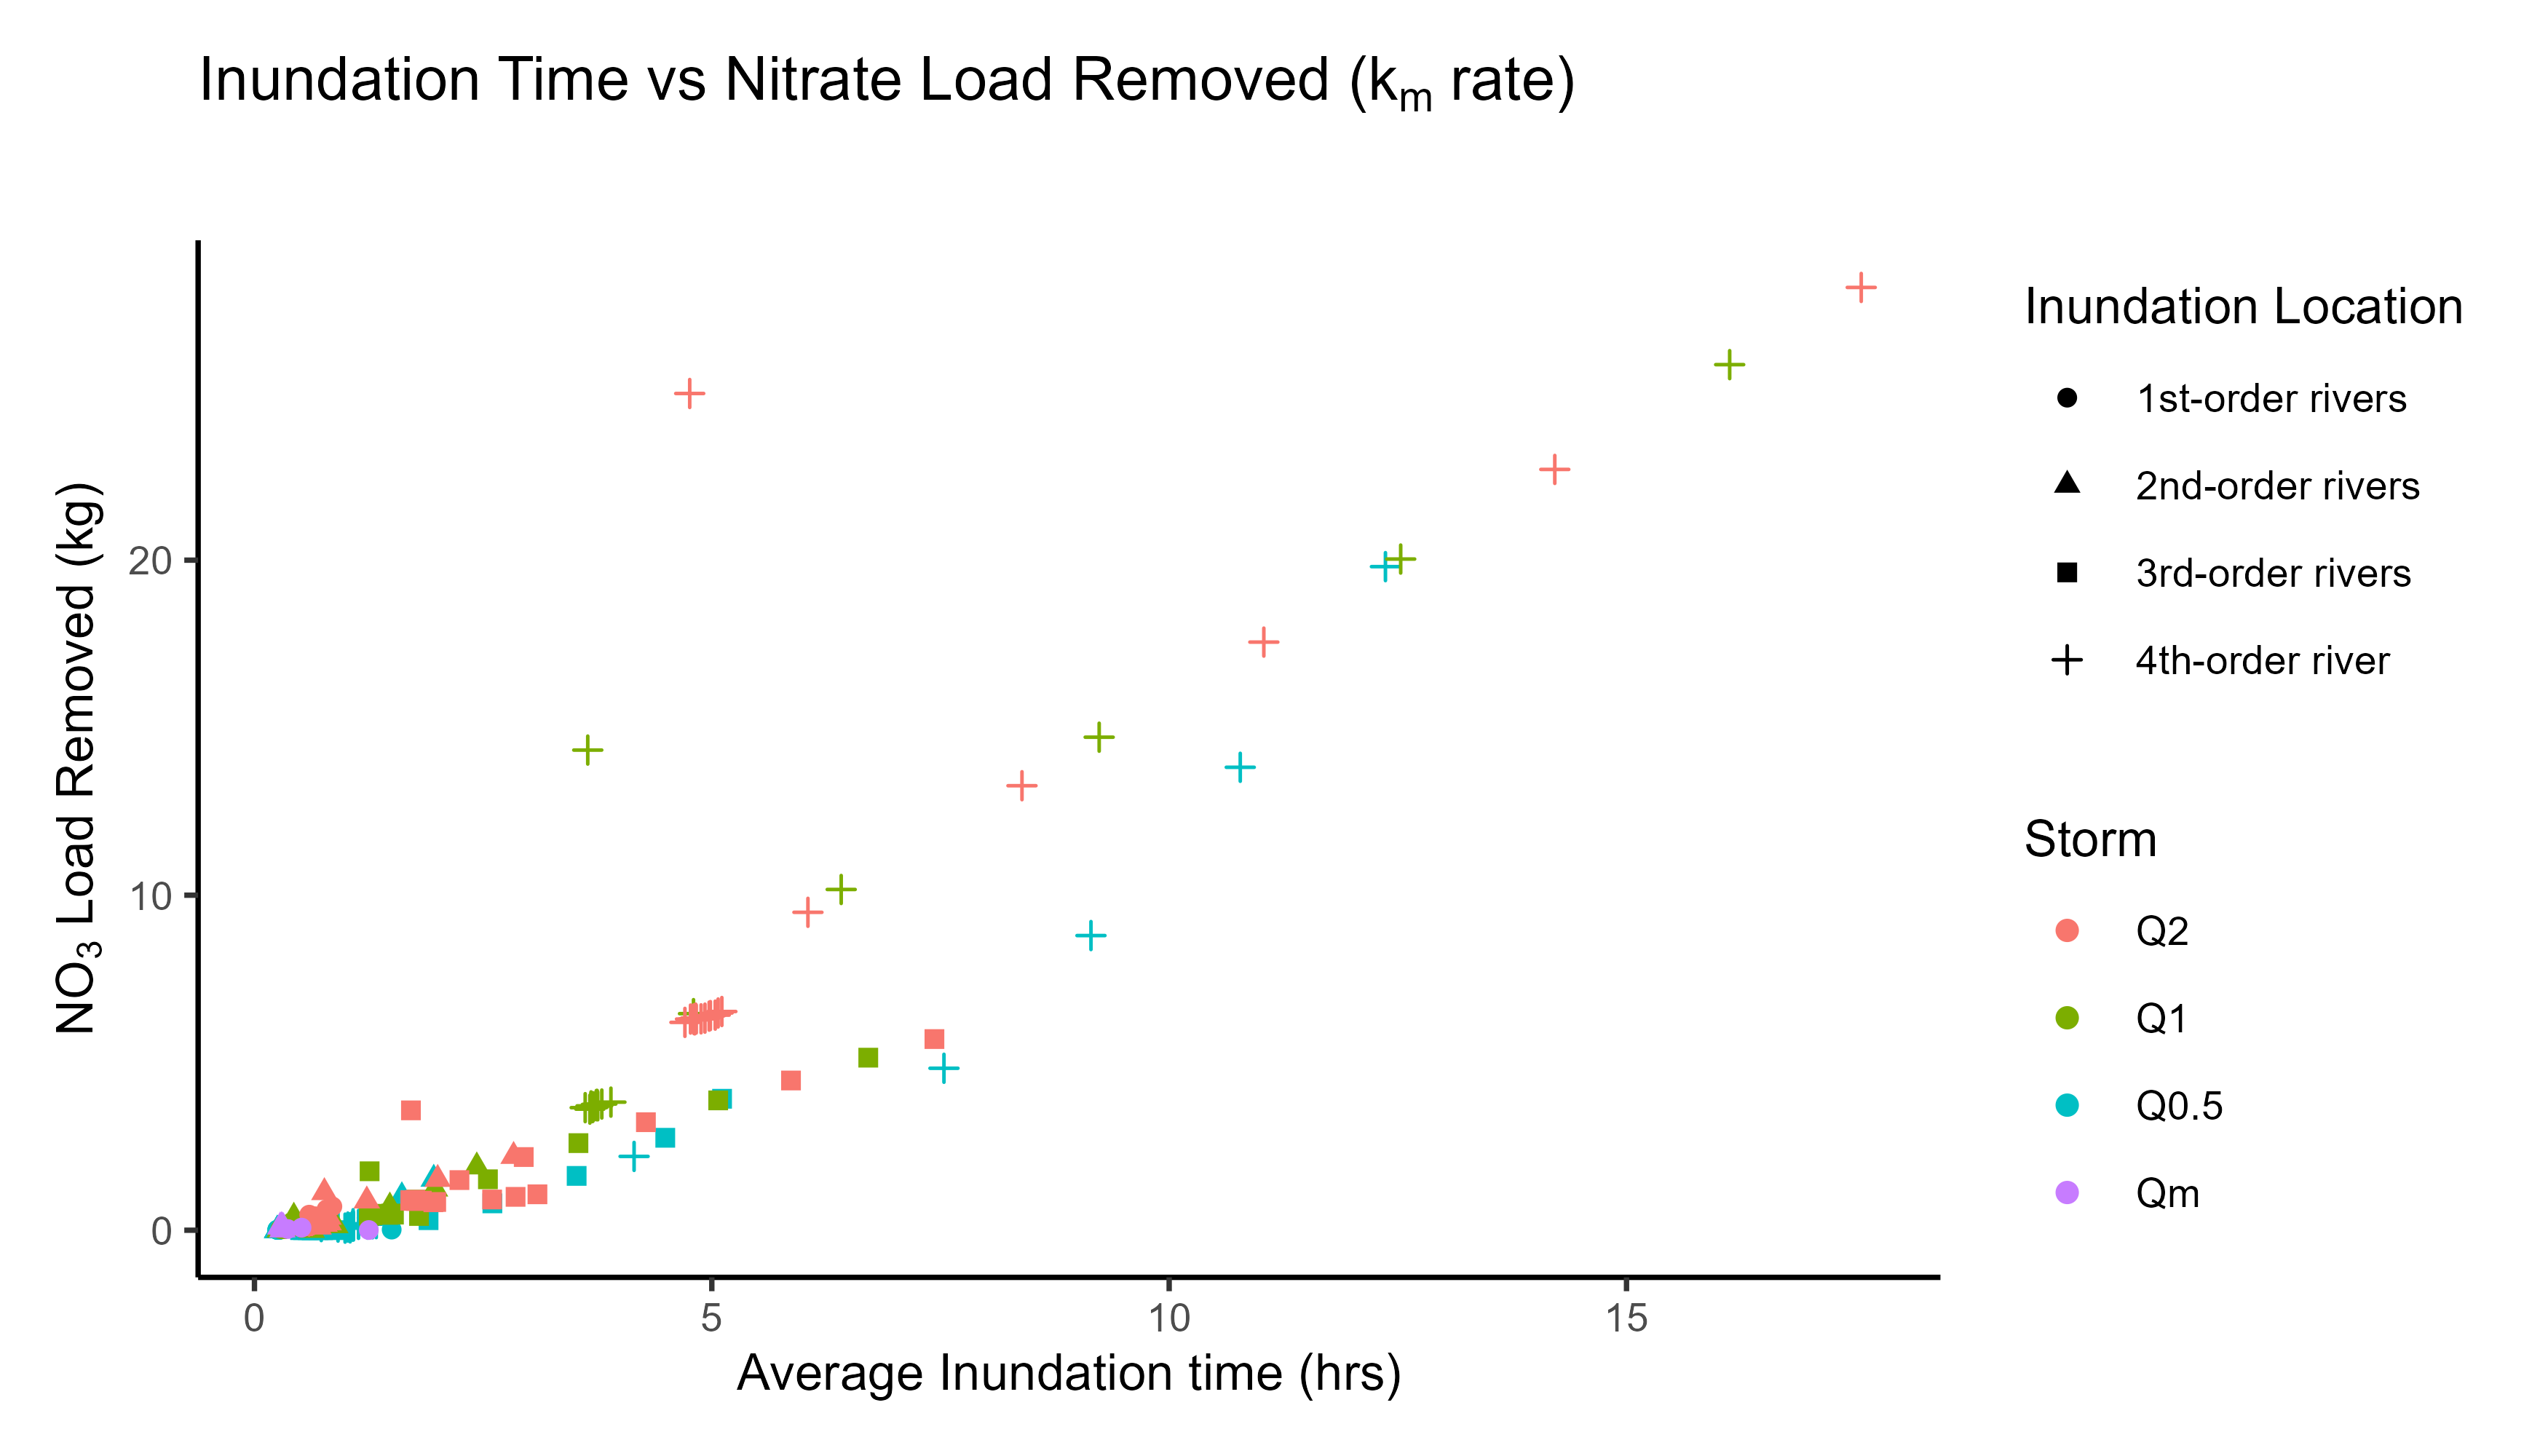 Inundation Time vs Nitrate Load Removed (kₘ rate)
NO₃ Load Removed (kg)
20
10
0
0 5 10 15
Average Inundation time (hrs)
Inundation Location
1st-order rivers
2nd-order rivers
3rd-order rivers
4th-order river
Storm
Q2
Q1
Q0.5
Qm